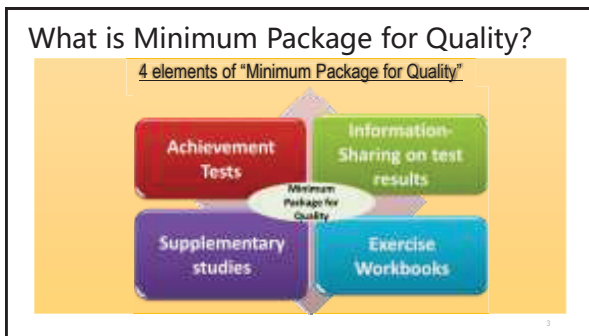 What is Minimum Package for Quality?
4 elements of “Minimum Package for Quality”
Achievement
Tests
Information-
Sharing on test
results
Minimum
Package for
Quality
Supplementary
studies
Exercise
Workbooks
3